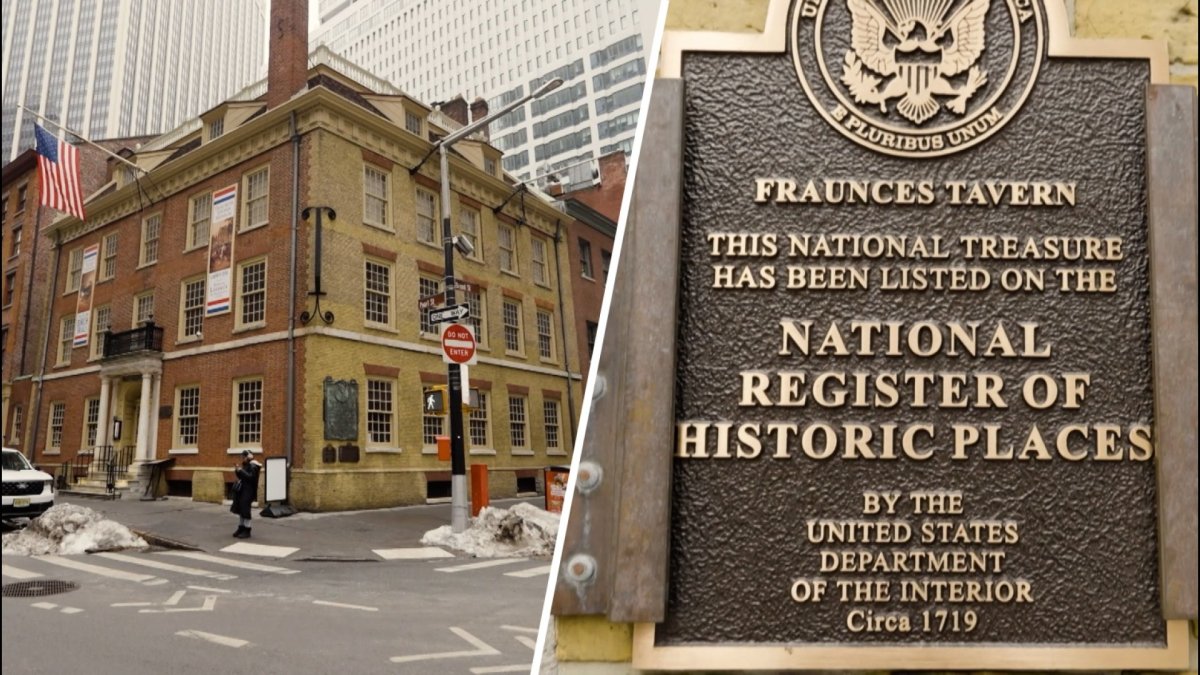 ONE WAY
DO NOT
ENTER
E PLURIBUS UNUM
FRAUNCES TAVERN
THIS NATIONAL TREASURE
HAS BEEN LISTED ON THE
NATIONAL
REGISTER OF
HISTORIC PLACES
BY THE
UNITED STATES
DEPARTMENT
OF THE INTERIOR
Circa 1719